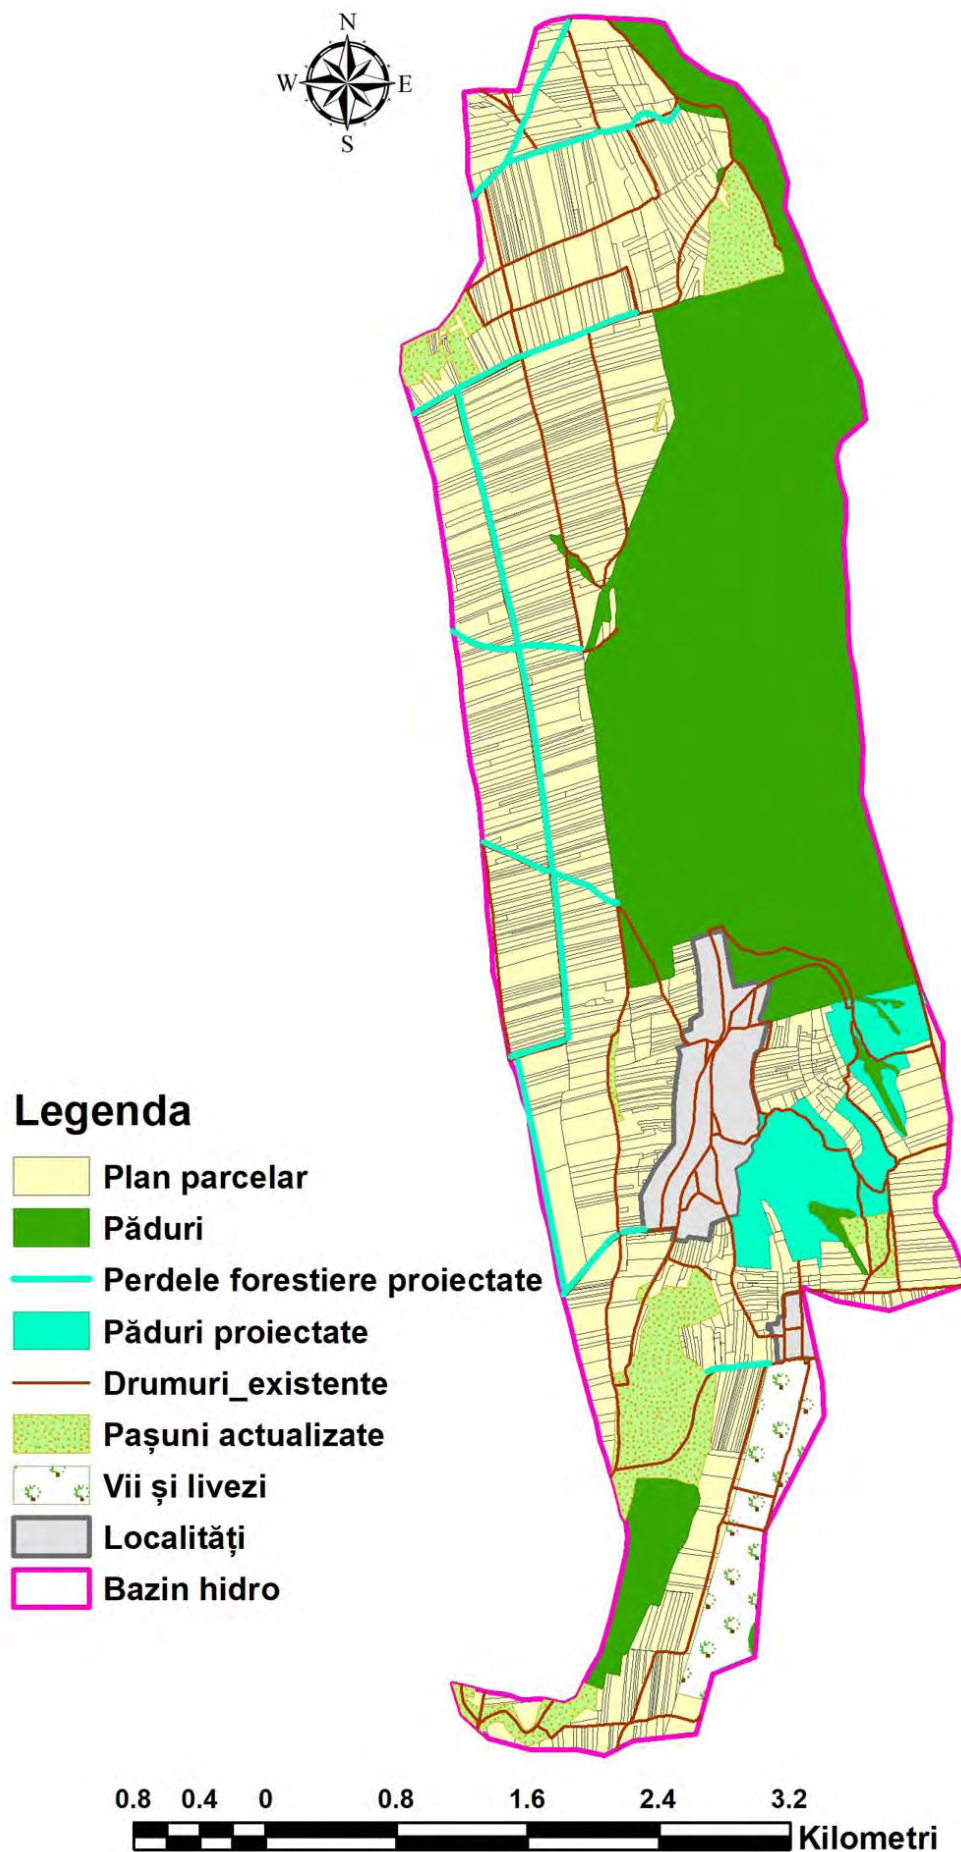 N
W E
S
Legenda
Plan parcelar
Păduri
Perdele forestiere proiectate
Păduri proiectate
Drumuri_existente
Pașuni actualizate
Vii și livezi
Localități
Bazin hidro
0.8 0.4 0 0.8 1.6 2.4 3.2
Kilometri